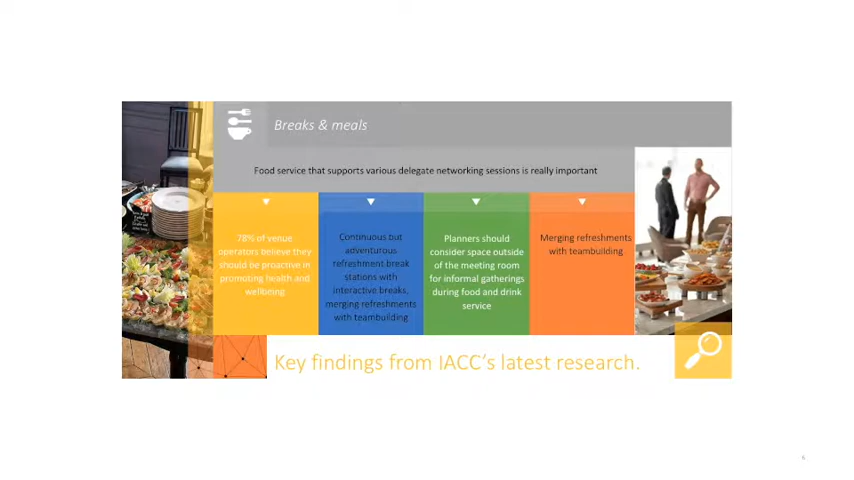 Breaks & meals
Food service that supports various delegate networking sessions is really important
78% of venue
operators believe they
should be proactive in
promoting health and
wellbeing
Continuous but
adventurous
refreshment break
stations with
interactive breaks,
merging refreshments
with teambuilding
Planners should
consider space outside
of the meeting room
for informal gatherings
during food and drink
service
Merging refreshments
with teambuilding
Key findings from IACC's latest research.